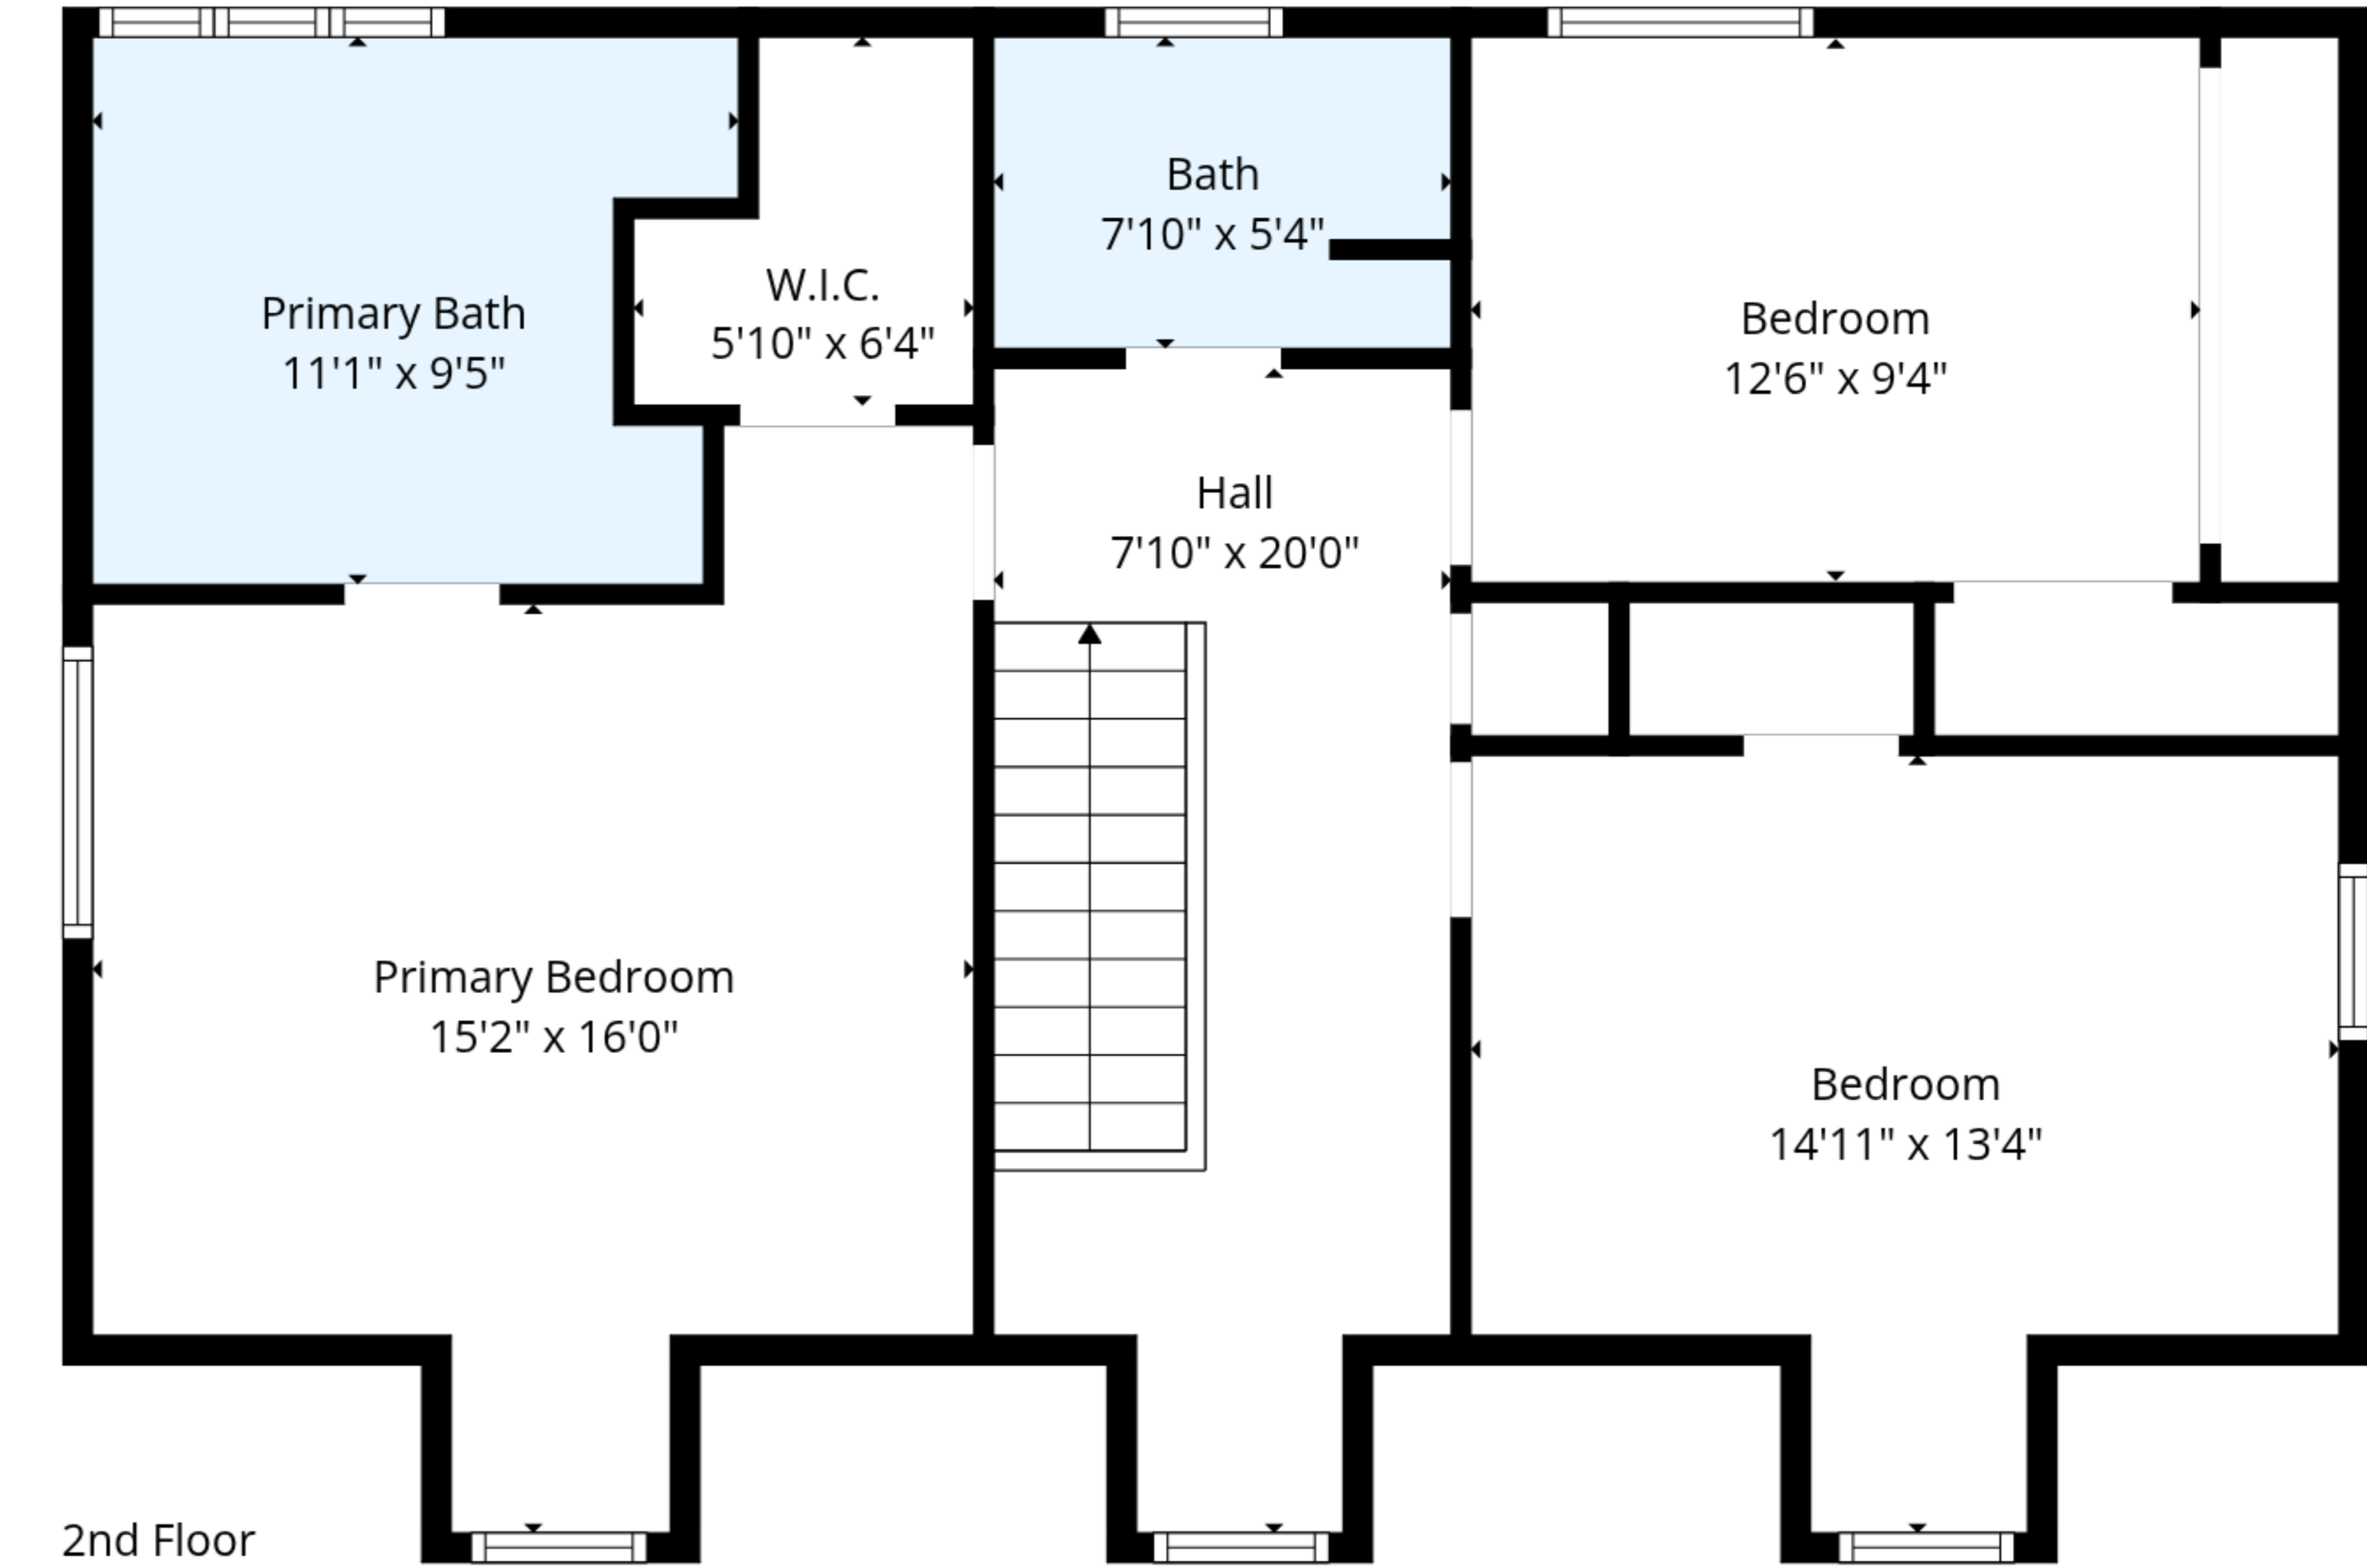 Primary Bath
11'1" x 9'5"
W.I.C.
5'10" x 6'4"
Bath
7'10" x 5'4"
Bedroom
12'6" x 9'4"
Hall
7'10" x 20'0"
Primary Bedroom
15'2" x 16'0"
Bedroom
14'11" x 13'4"
2nd Floor